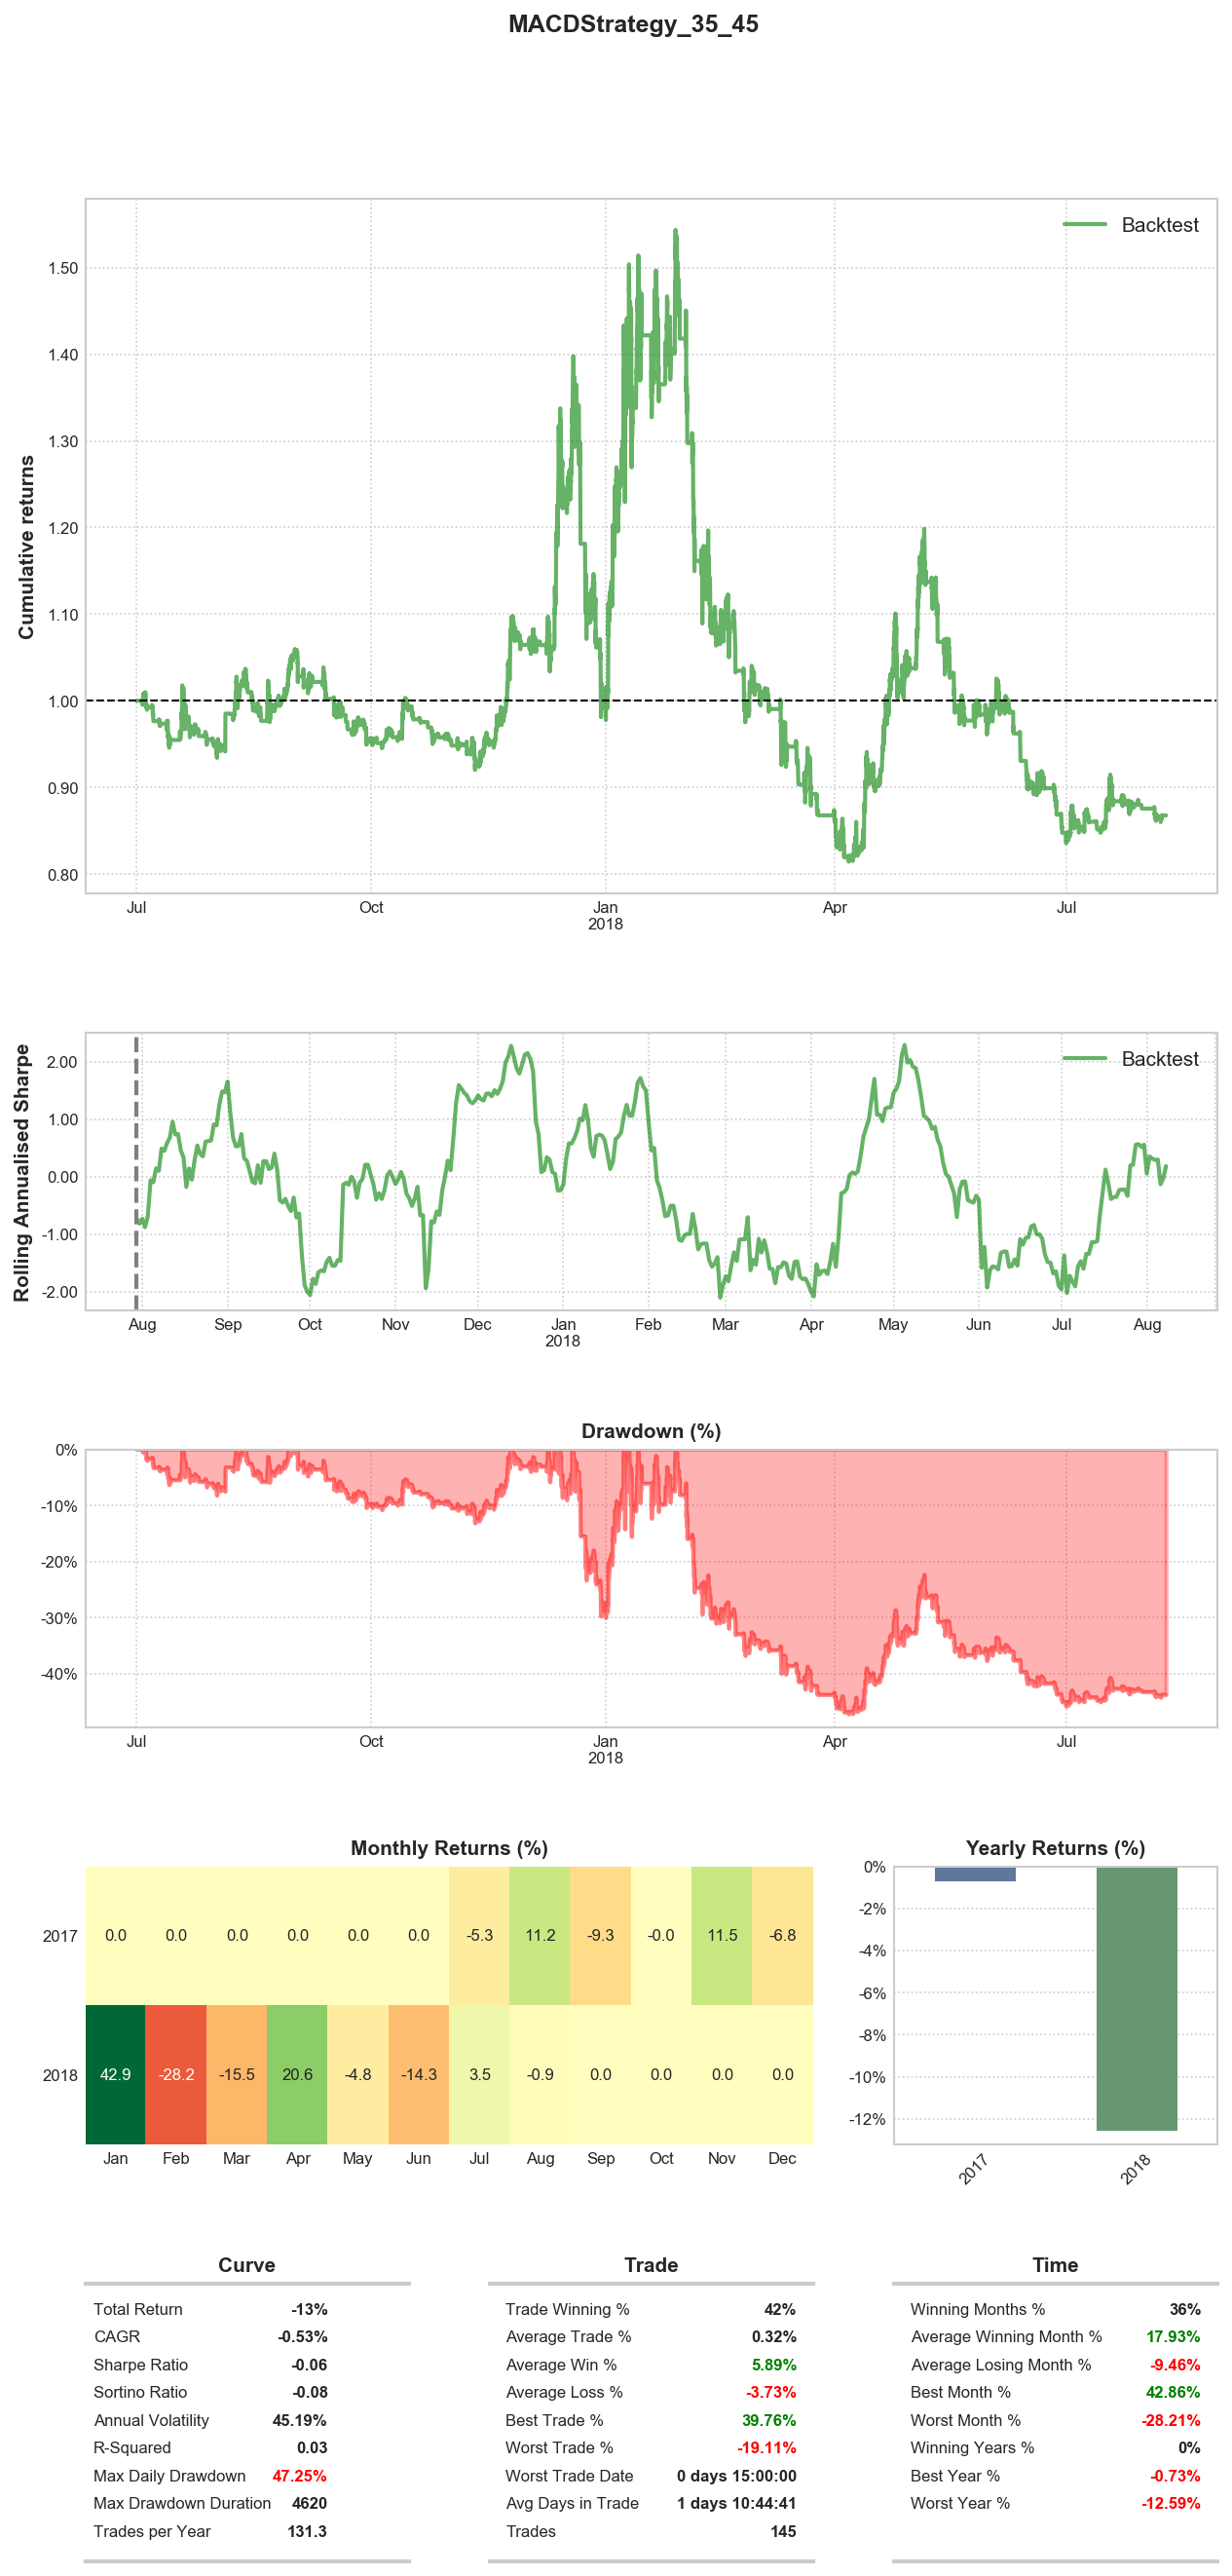 MACDStrategy_35_45
Backtest
Cumulative returns
1.50
1.40
1.30
1.20
1.10
1.00
0.90
0.80
Jul Oct Jan Apr Jul
2018
Rolling Annualised Sharpe
Backtest
2.00
1.00
0.00
-1.00
-2.00
Aug Sep Oct Nov Dec Jan Feb Mar Apr May Jun Jul Aug
2018
Drawdown (%)
0%
-10%
-20%
-30%
-40%
Jul Oct Jan Apr Jul
2018
Monthly Returns (%)
2017 0.0 0.0 0.0 0.0 0.0 0.0 -5.3 11.2 -9.3 -0.0 11.5 -6.8
2018 42.9 -28.2 -15.5 20.6 -4.8 -14.3 3.5 -0.9 0.0 0.0 0.0 0.0
Jan Feb Mar Apr May Jun Jul Aug Sep Oct Nov Dec
Yearly Returns (%)
0%
-2%
-4%
-6%
-8%
-10%
-12%
2017 2018
Curve
Total Return -13%
CAGR -0.53%
Sharpe Ratio -0.06
Sortino Ratio -0.08
Annual Volatility 45.19%
R-Squared 0.03
Max Daily Drawdown 47.25%
Max Drawdown Duration 4620
Trades per Year 131.3
Trade
Trade Winning % 42%
Average Trade % 0.32%
Average Win % 5.89%
Average Loss % -3.73%
Best Trade % 39.76%
Worst Trade % -19.11%
Worst Trade Date 0 days 15:00:00
Avg Days in Trade 1 days 10:44:41
Trades 145
Time
Winning Months % 36%
Average Winning Month % 17.93%
Average Losing Month % -9.46%
Best Month % 42.86%
Worst Month % -28.21%
Winning Years % 0%
Best Year % -0.73%
Worst Year % -12.59%